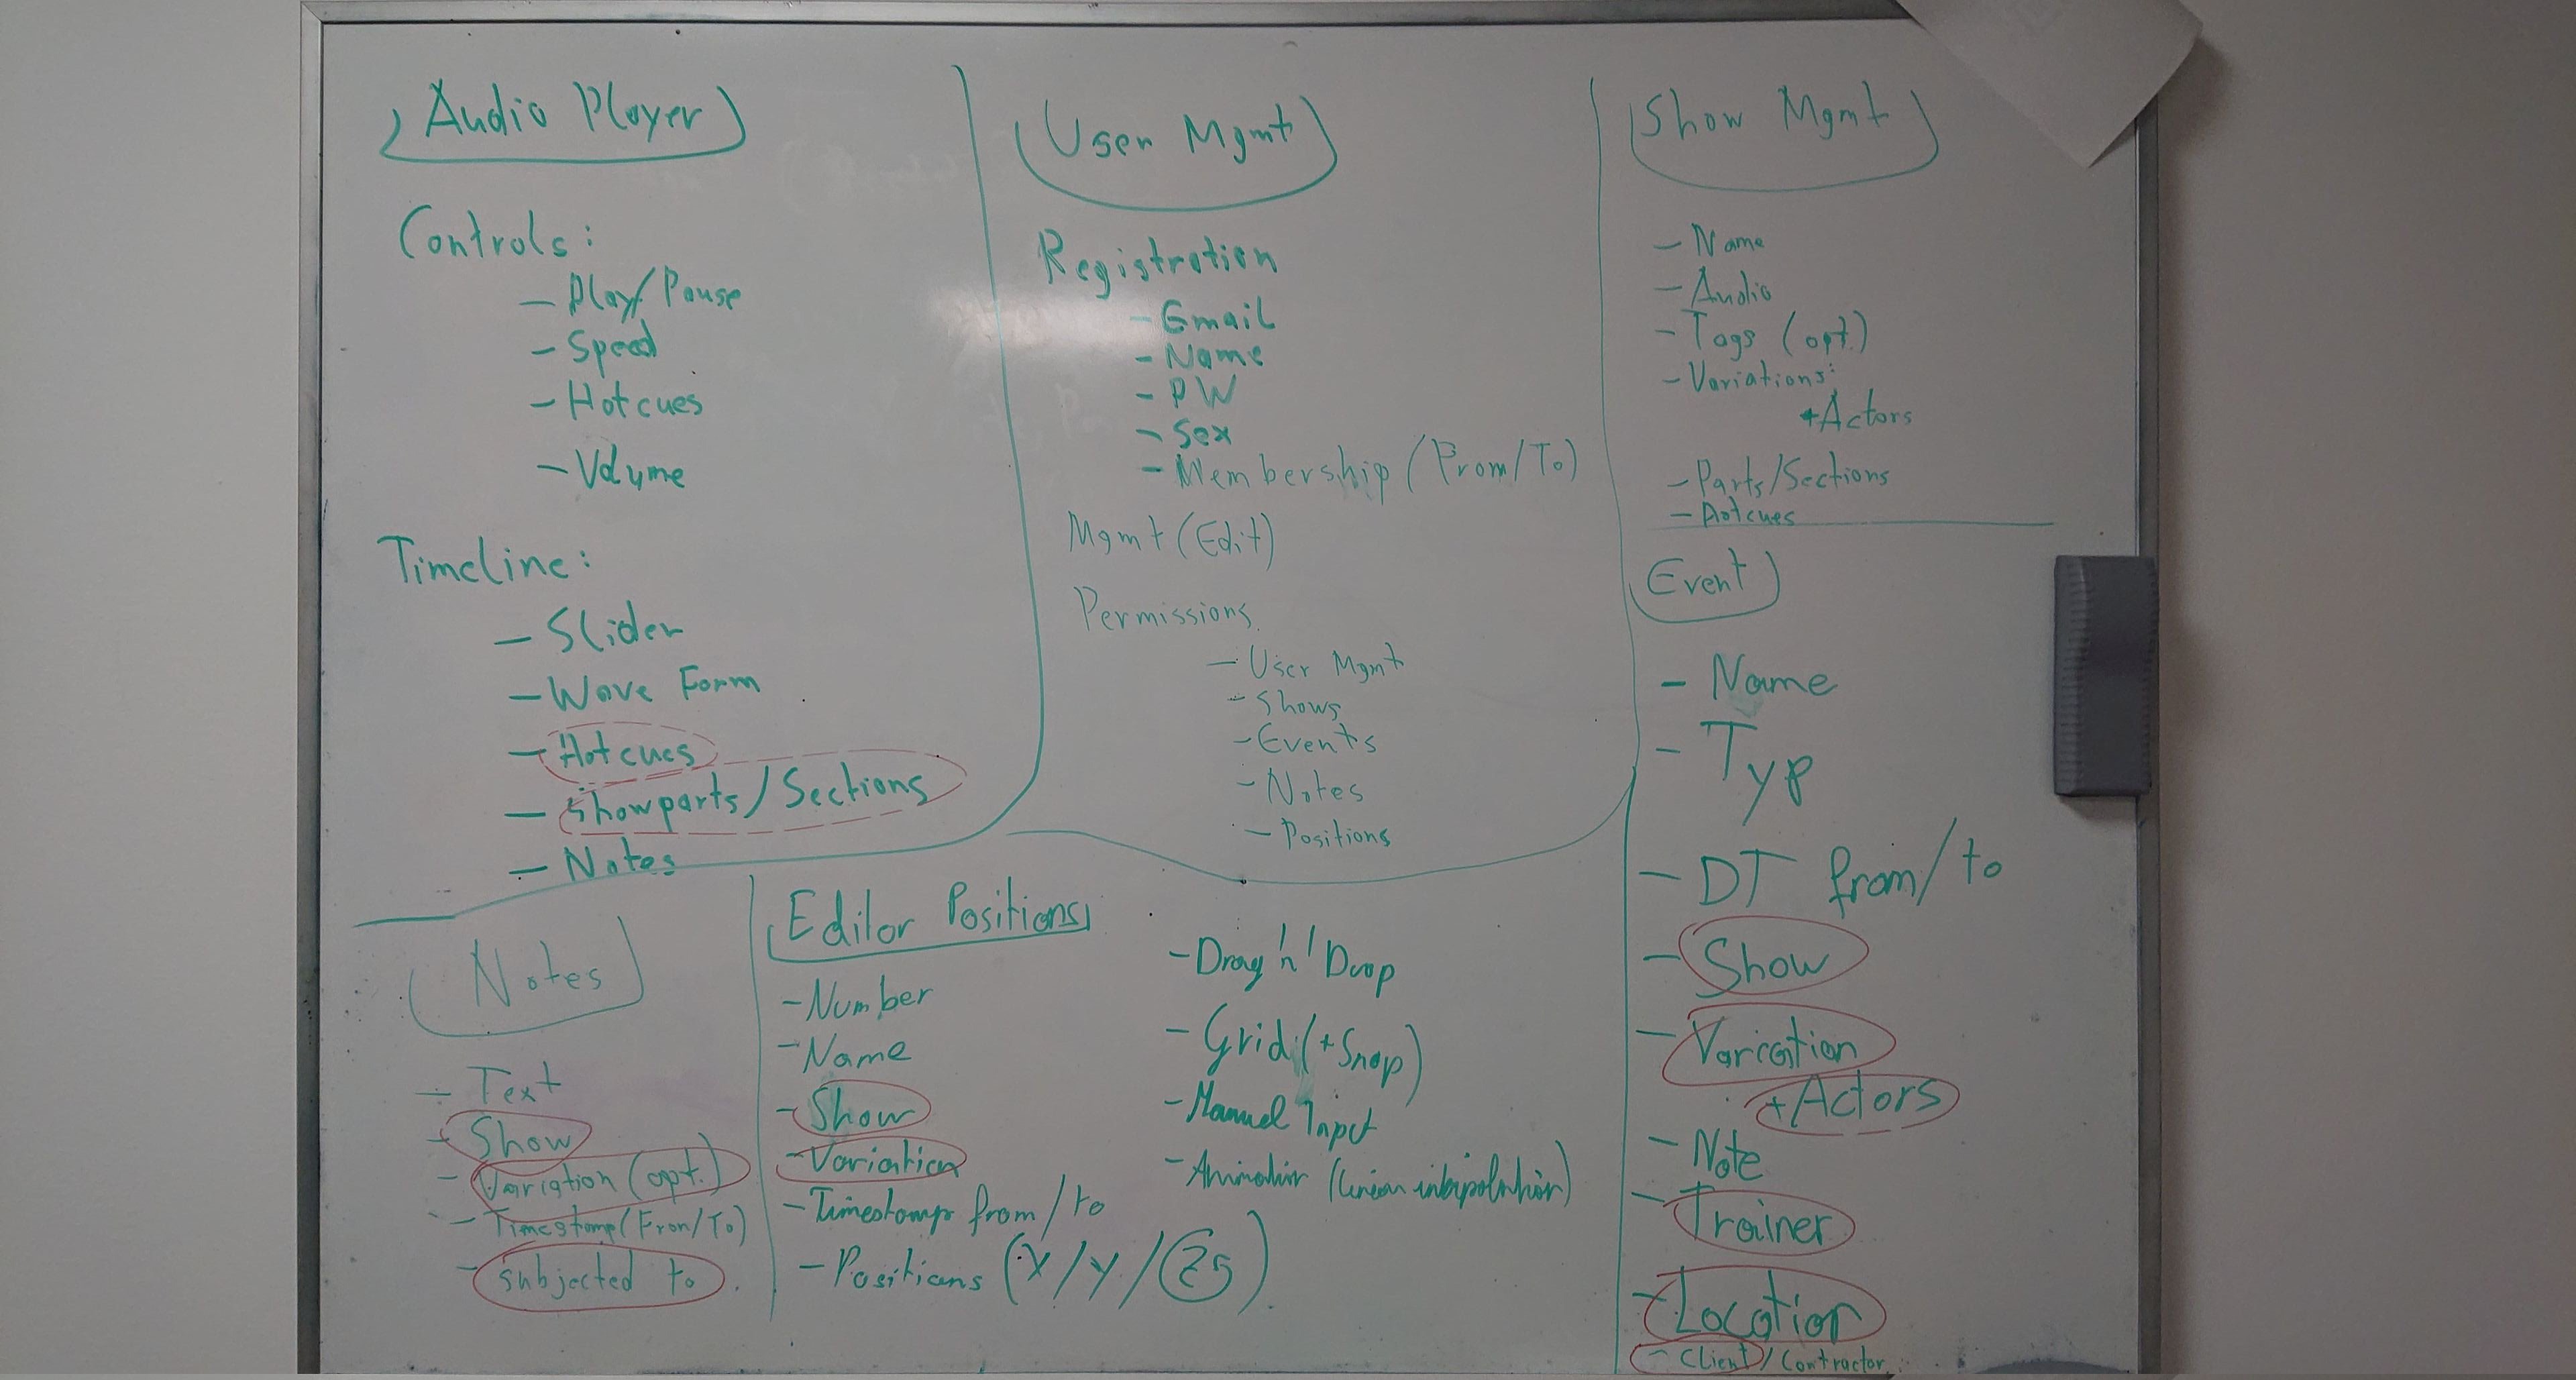 Audio Player
Controls:
- Play/Pause
- Speed
- Hotcues
- Volume
Timeline:
- Slider
- Wave Form
- Hotcues
- Showparts/Sections
- Notes
User Mgmt
Registration
- Email
- Name
- PW
- Sex
- Membership (From/To)
Mgmt (Edit)
Permissions
- User Mgmt
- Shows
- Events
- Notes
- Positions
Show Mgmt
- Name
- Audio
- Tags (opt.)
- Variations:
+ Actors
- Parts/Sections
- Hotcues
Event
- Name
- Typ
- DT from/to
- Show
- Variation
+ Actors
- Note
- Trainer
- Location
- Client/Contractor
Notes
- Text
- Show
- Variation (opt.)
- Timestamp (From/To)
- subjected to
Editor Positions
- Number
- Name
- Show
- Variation
- Timestamp from/to
- Positions (X/Y/
- Drag 'n' Drop
- Grid (+Snap)
- Manuel Input
- Animation (linear interpolation)